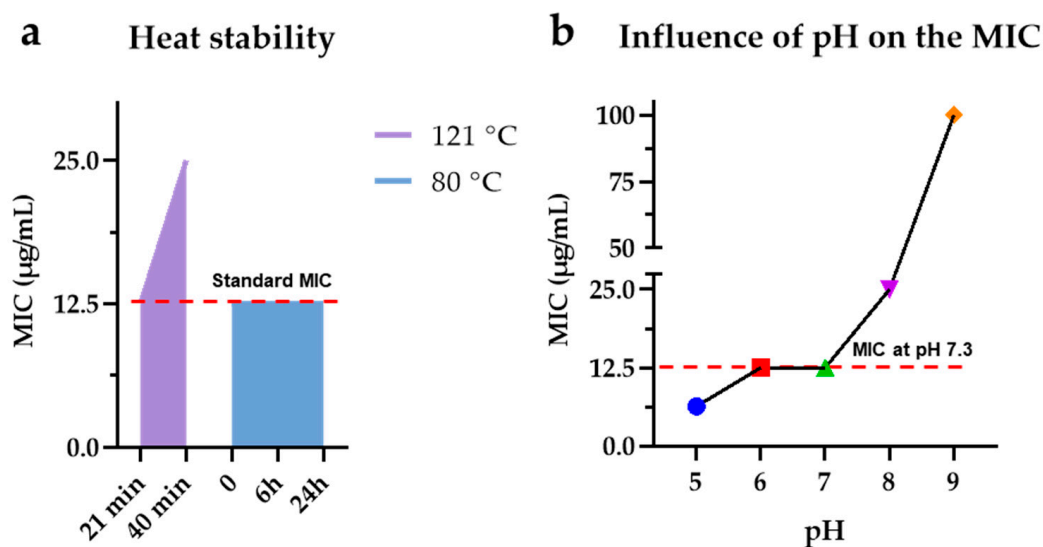 a Heat stability
MIC (µg/mL)
25.0
12.5
0.0
Standard MIC
21 min
40 min
0
6h
24h
121 °C
80 °C
b Influence of pH on the MIC
MIC (µg/mL)
100
75
50
25.0
12.5
0.0
MIC at pH 7.3
5 6 7 8 9
pH